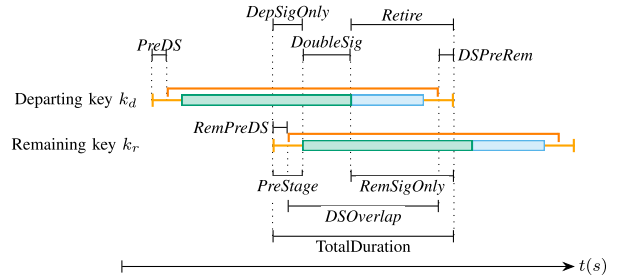 DepSigOnly
Retire
PreDS
DoubleSig
DSPreRem
Departing key k_d
RemPreDS
Remaining key k_r
PreStage
RemSigOnly
DSOverlap
TotalDuration
t(s)